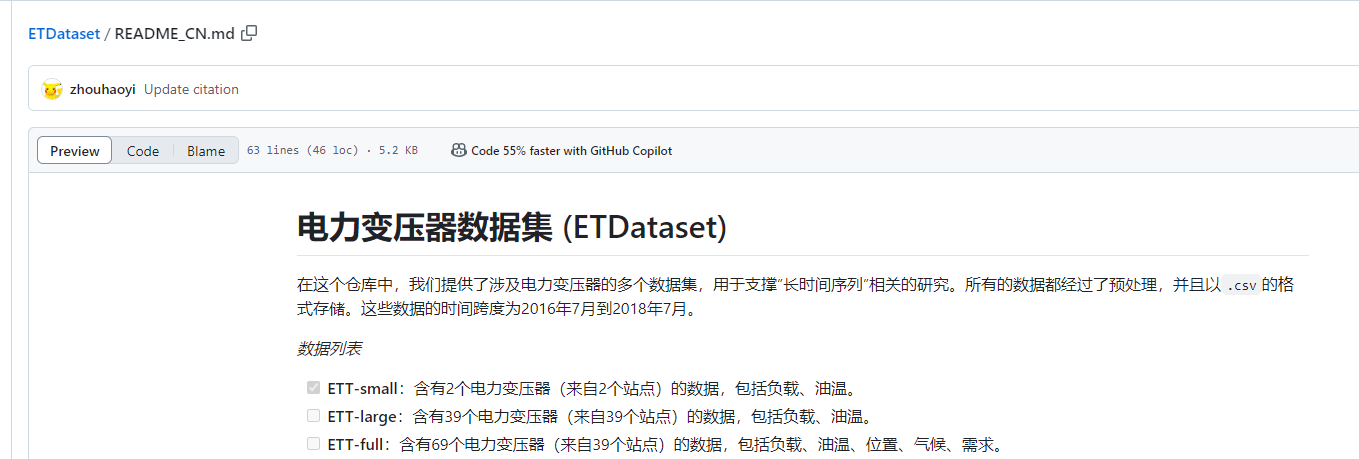 ETDataset / README_CN.md
zhouhaoyi Update citation
Preview Code Blame 63 lines (46 loc) · 5.2 KB Code 55% faster with GitHub Copilot
电力变压器数据集 (ETDataset)
在这个仓库中，我们提供了涉及电力变压器的多个数据集，用于支撑“长时间序列”相关的研究。所有的数据都经过了预处理，并且以 .csv 的格
式存储。这些数据的时间跨度为2016年7月到2018年7月。
数据列表
ETT-small：含有2个电力变压器（来自2个站点）的数据，包括负载、油温。
ETT-large：含有39个电力变压器（来自39个站点）的数据，包括负载、油温。
ETT-full：含有69个电力变压器（来自39个站点）的数据，包括负载、油温、位置、气候、需求。